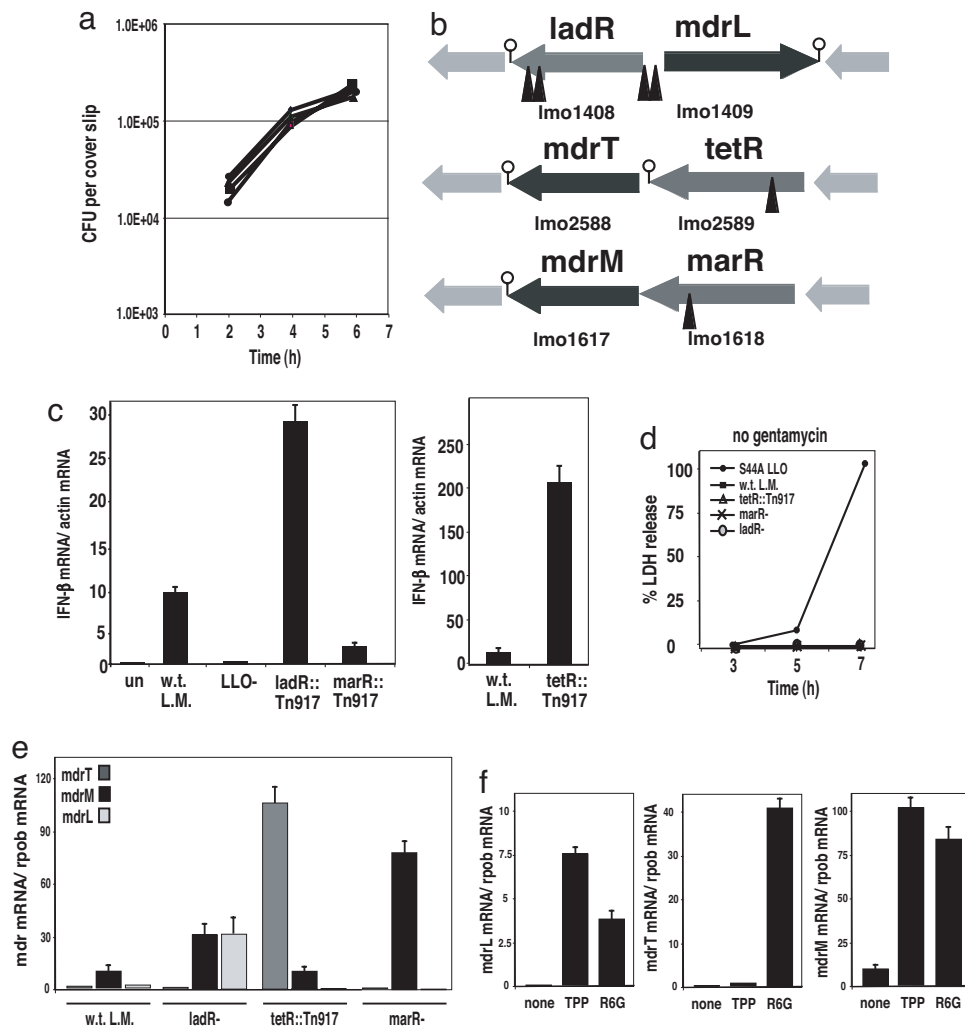 a
1.0E+06
1.0E+05
1.0E+04
1.0E+03
CFU per cover slip
0 1 2 3 4 5 6 7
Time (h)
b
ladR mdrL
lmo1408 lmo1409
mdrT tetR
lmo2588 lmo2589
mdrM marR
lmo1617 lmo1618
c
IFN-β mRNA/ actin mRNA
30
25
20
15
10
5
0
un w.t. L.M. LLO- ladR:: Tn917 marR:: Tn917
IFN-β mRNA/ actin mRNA
250
200
150
100
50
0
w.t. L.M. tetR:: Tn917
d
no gentamycin
% LDH release
100
75
50
25
0
S44A LLO
w.t. L.M.
tetR::Tn917
marR-
ladR-
3 5 7
Time (h)
e
mdr mRNA/ rpob mRNA
120
90
60
30
0
mdrT
mdrM
mdrL
w.t. L.M. ladR- tetR::Tn917 marR-
f
mdrL mRNA/ rpob mRNA
10
7.5
5
2.5
0
none TPP R6G
mdrT mRNA/ rpob mRNA
40
30
20
10
0
none TPP R6G
mdrM mRNA/ rpob mRNA
100
75
50
25
0
none TPP R6G